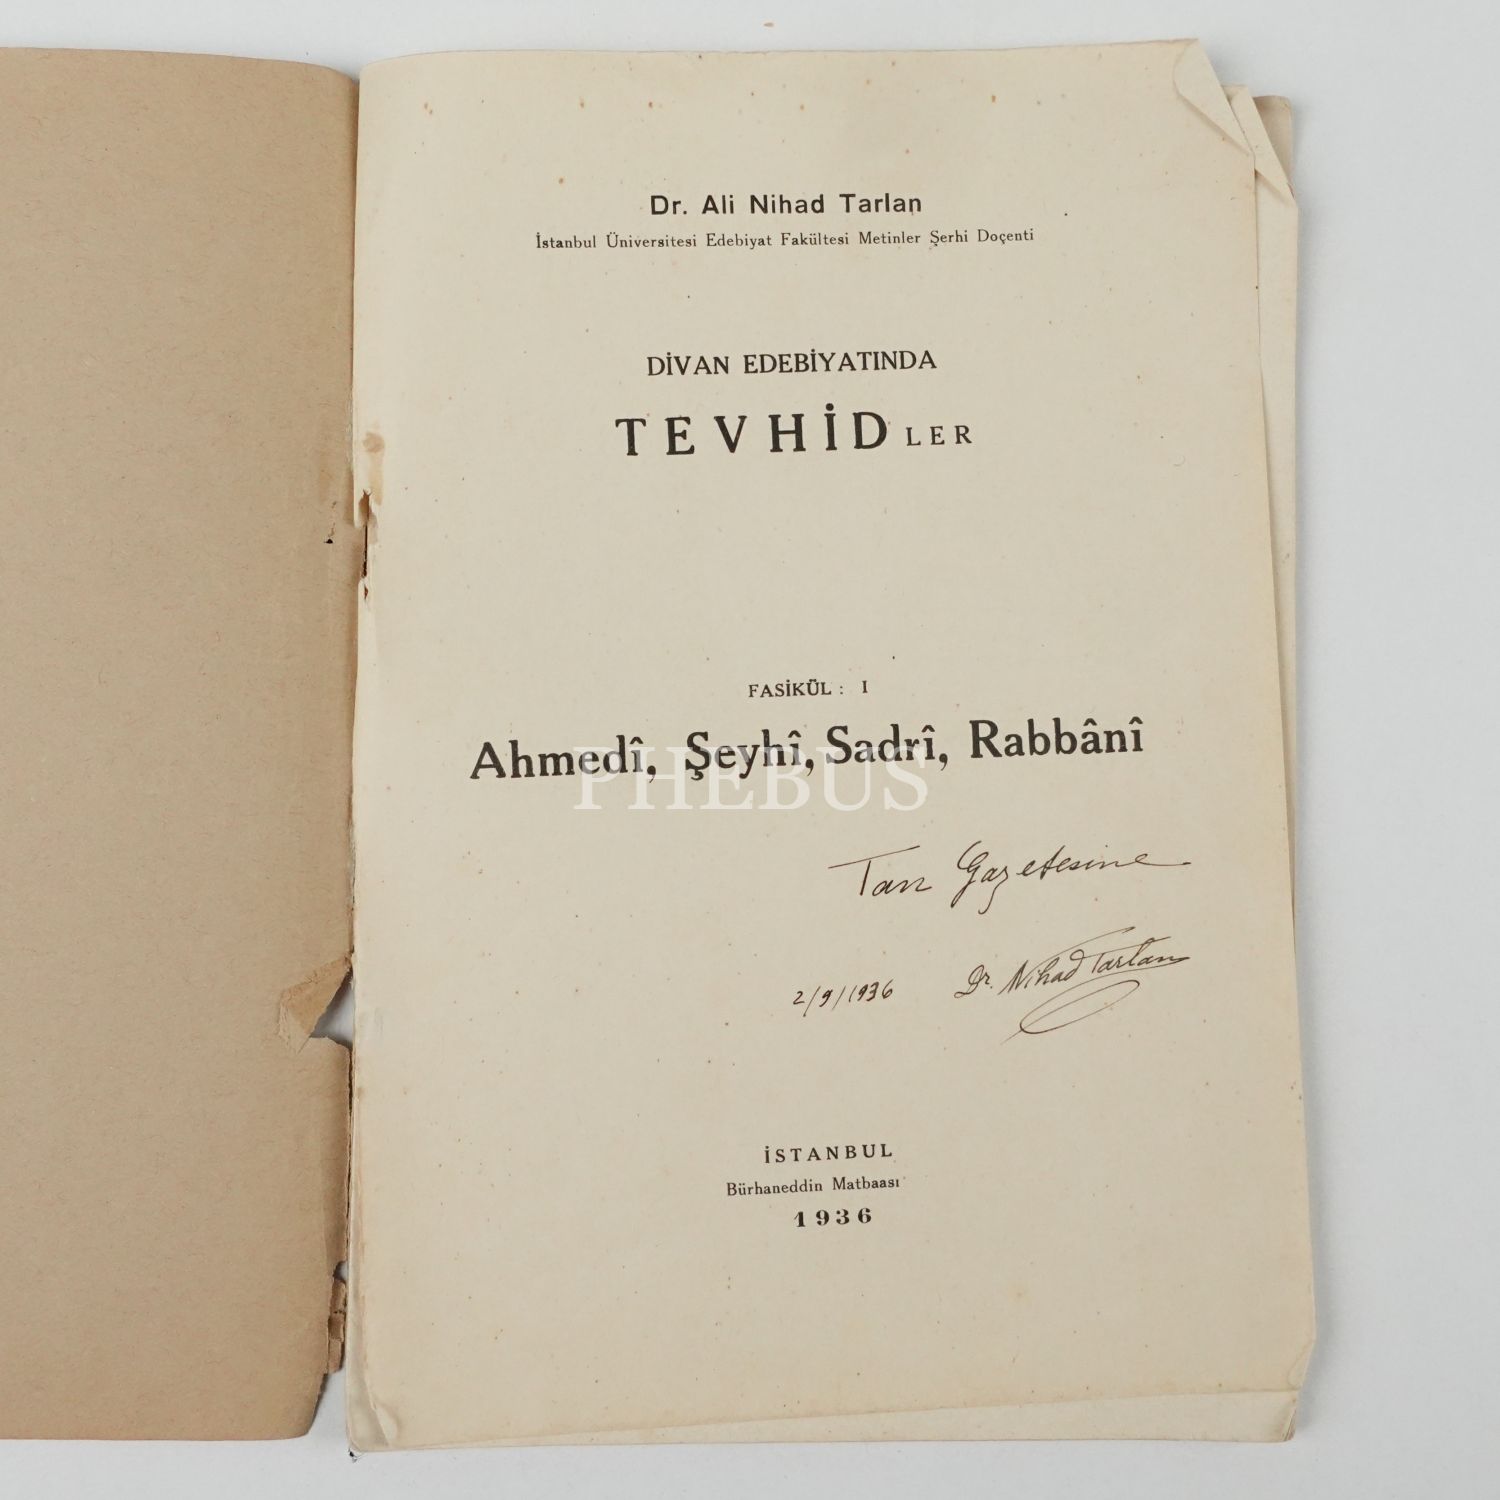 Dr. Ali Nihad Tarlan
İstanbul Üniversitesi Edebiyat Fakültesi Metinler Şerhi Doçenti
DİVAN EDEBİYATINDA
TEVHİDLER
FASİKÜL : I
Ahmedî, Şeyhî, Sadrî, Rabbânî
PHEBUS
Tan Gazetesine
2/9/1936 Dr. Nihad Tarlan
İSTANBUL
Bürhaneddin Matbaası
1936